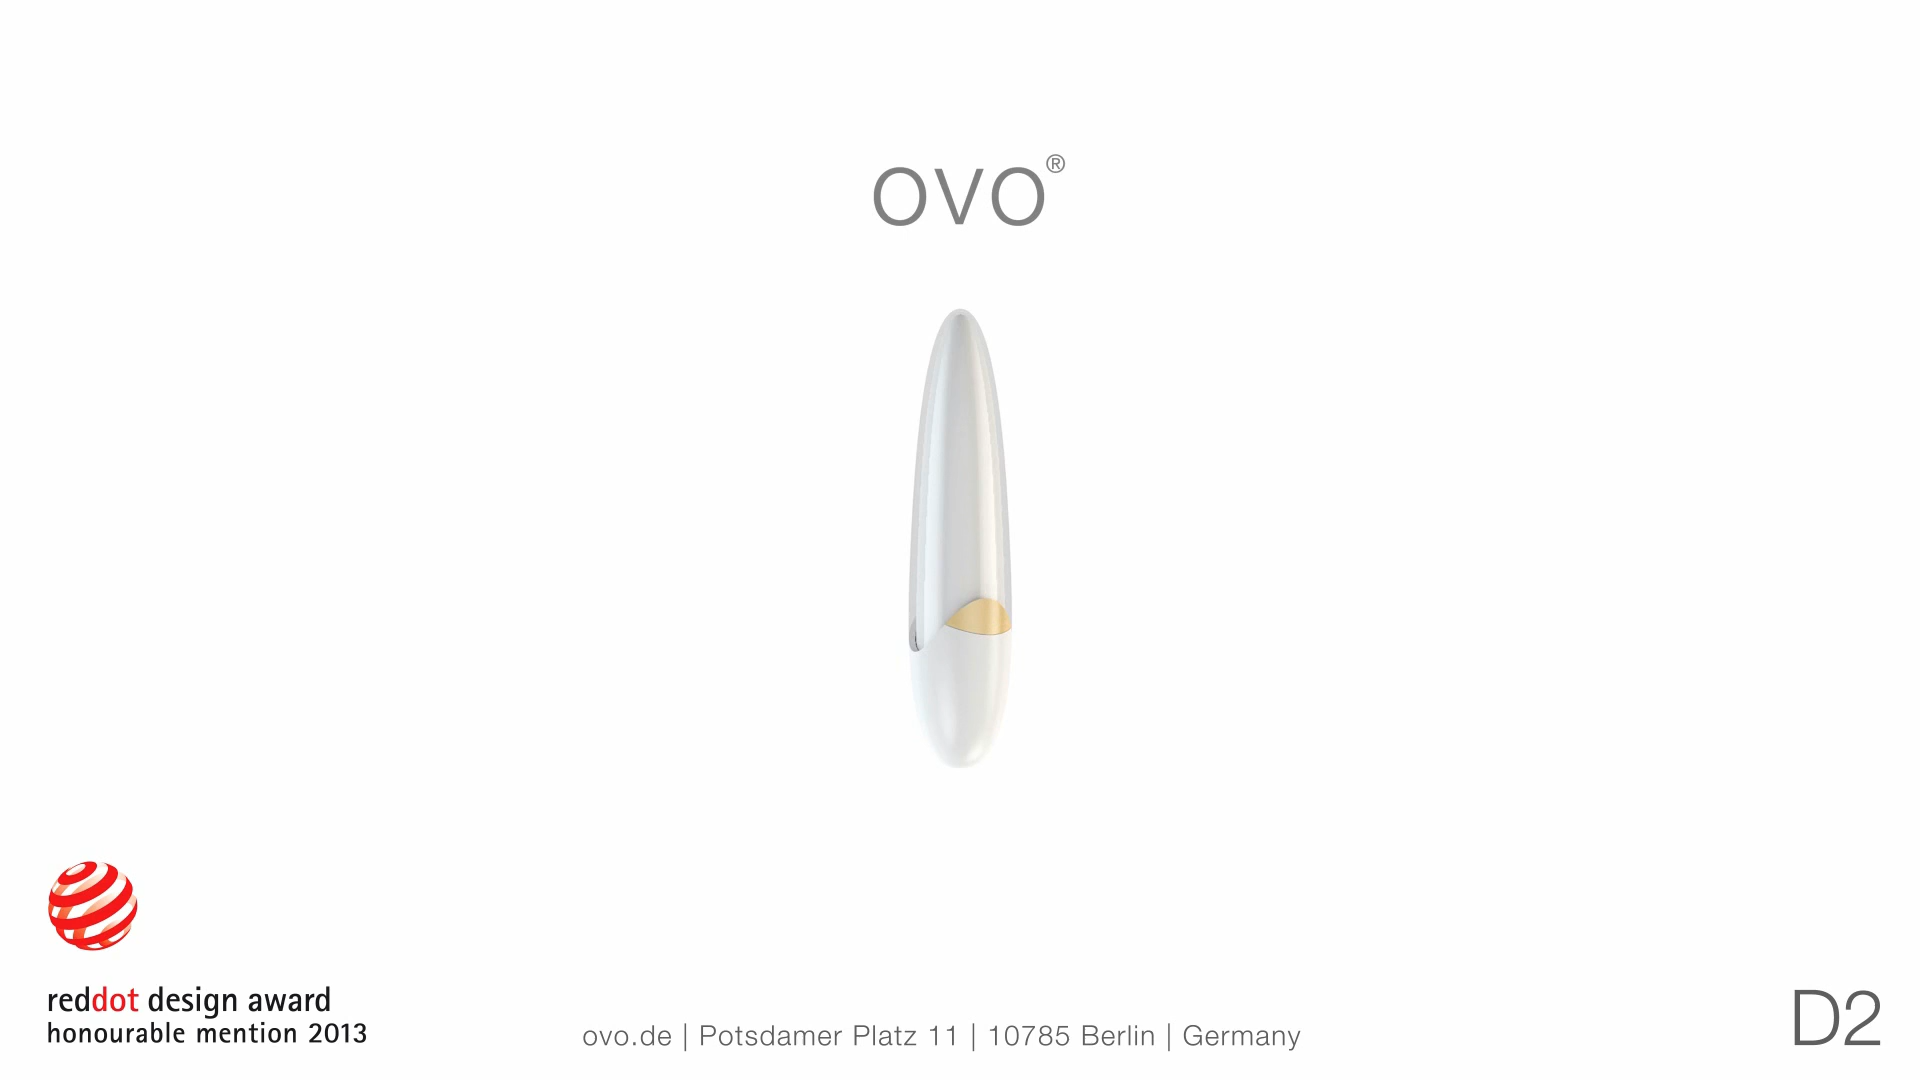 OVO®
reddot design award
honourable mention 2013
ovo.de | Potsdamer Platz 11 | 10785 Berlin | Germany
D2